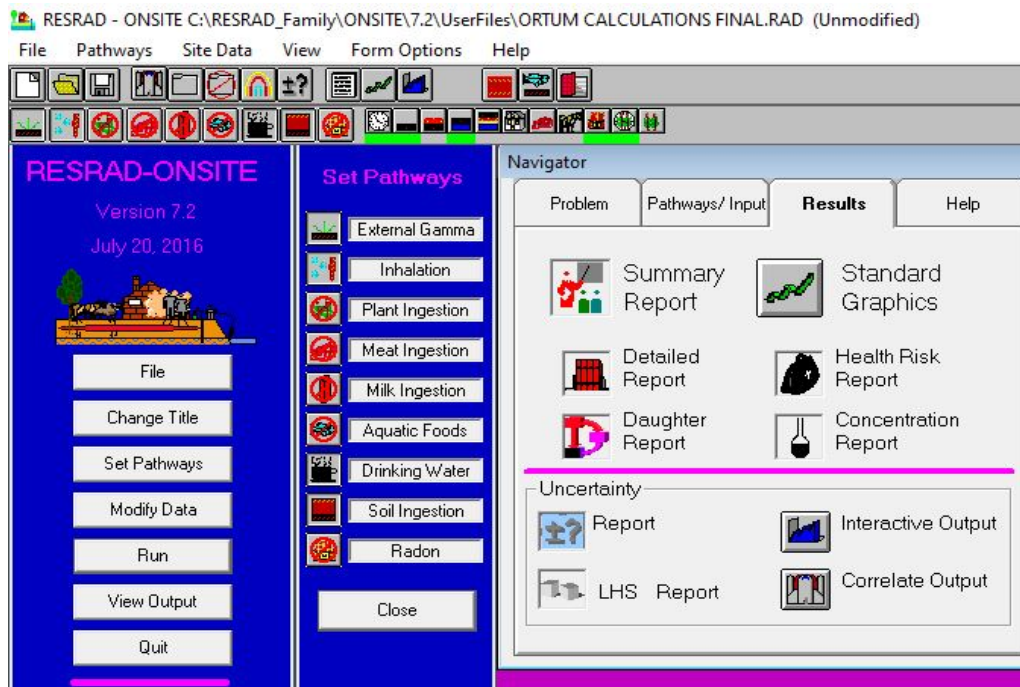 RESRAD - ONSITE C:\RESRAD_Family\ONSITE\7.2\UserFiles\ORTUM CALCULATIONS FINAL.RAD (Unmodified)
File Pathways Site Data View Form Options Help
±?
RESRAD-ONSITE
Version 7.2
July 20, 2016
File
Change Title
Set Pathways
Modify Data
Run
View Output
Quit
Set Pathways
External Gamma
Inhalation
Plant Ingestion
Meat Ingestion
Milk Ingestion
Aquatic Foods
Drinking Water
Soil Ingestion
Radon
Close
Navigator
Problem Pathways/ Input Results Help
Summary Report
Standard Graphics
Detailed Report
Health Risk Report
Daughter Report
Concentration Report
Uncertainty
±? Report
Interactive Output
LHS Report
Correlate Output